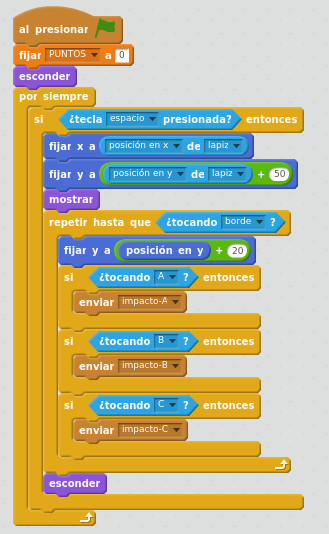 al presionar
fijar PUNTOS a 0
esconder
por siempre
si ¿tecla espacio presionada? entonces
fijar x a posición en x de lapiz
fijar y a posición en y de lapiz + 50
mostrar
repetir hasta que ¿tocando borde ?
fijar y a posición en y + 20
si ¿tocando A ? entonces
enviar impacto-A
si ¿tocando B ? entonces
enviar impacto-B
si ¿tocando C ? entonces
enviar impacto-C
esconder